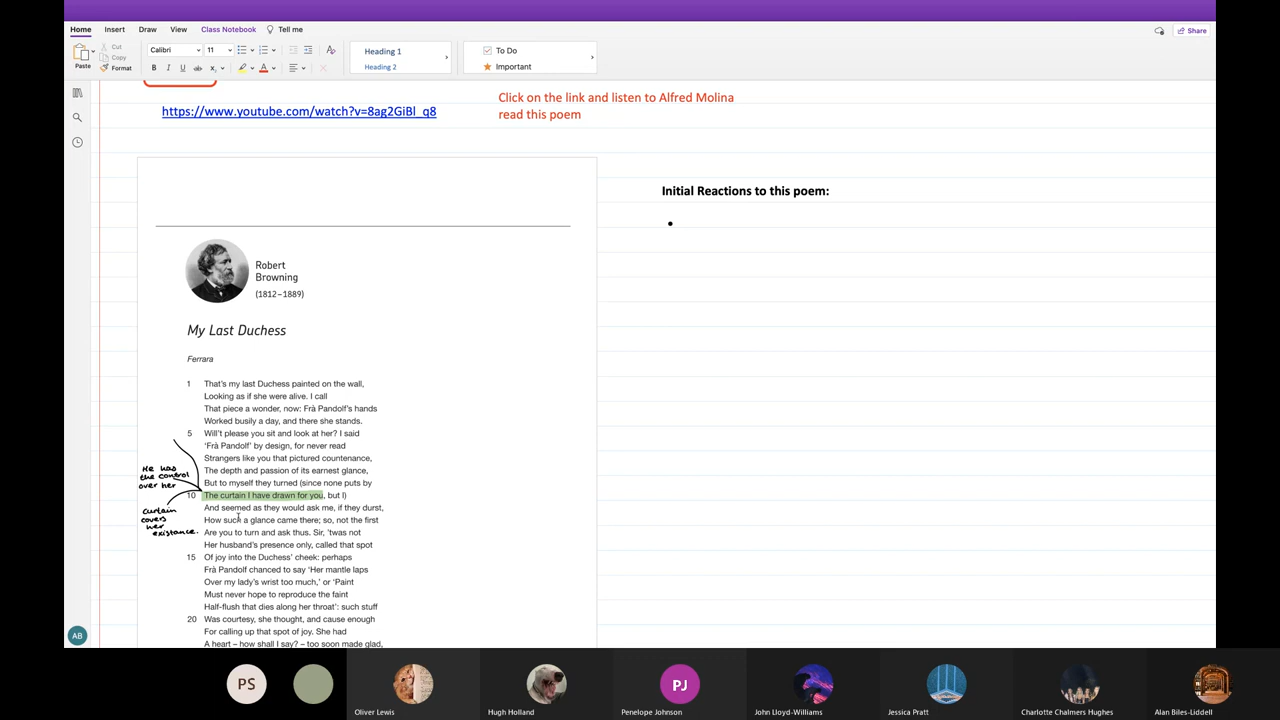 Home Insert Draw View Class Notebook Tell me
Share
Paste
Cut
Copy
Format
Calibri 11
B I U ab x A
Heading 1
Heading 2
To Do
Important
https://www.youtube.com/watch?v=8ag2GiBl_q8
Click on the link and listen to Alfred Molina
read this poem
Initial Reactions to this poem:
•
Robert
Browning
(1812–1889)
My Last Duchess
Ferrara
1 That's my last Duchess painted on the wall,
Looking as if she were alive. I call
That piece a wonder, now: Frà Pandolf's hands
Worked busily a day, and there she stands.
5 Will't please you sit and look at her? I said
'Frà Pandolf' by design, for never read
Strangers like you that pictured countenance,
The depth and passion of its earnest glance,
But to myself they turned (since none puts by
10 The curtain I have drawn for you, but I)
And seemed as they would ask me, if they durst,
How such a glance came there; so, not the first
Are you to turn and ask thus. Sir, 'twas not
Her husband's presence only, called that spot
15 Of joy into the Duchess' cheek: perhaps
Frà Pandolf chanced to say 'Her mantle laps
Over my lady's wrist too much,' or 'Paint
Must never hope to reproduce the faint
Half-flush that dies along her throat': such stuff
20 Was courtesy, she thought, and cause enough
For calling up that spot of joy. She had
A heart – how shall I say? – too soon made glad,
He has
the control
over her
Curtain
covers
her
existance.
AB
PS
Oliver Lewis
Hugh Holland
PJ
Penelope Johnson
John Lloyd-Williams
Jessica Pratt
Charlotte Chalmers Hughes
Alan Biles-Liddell